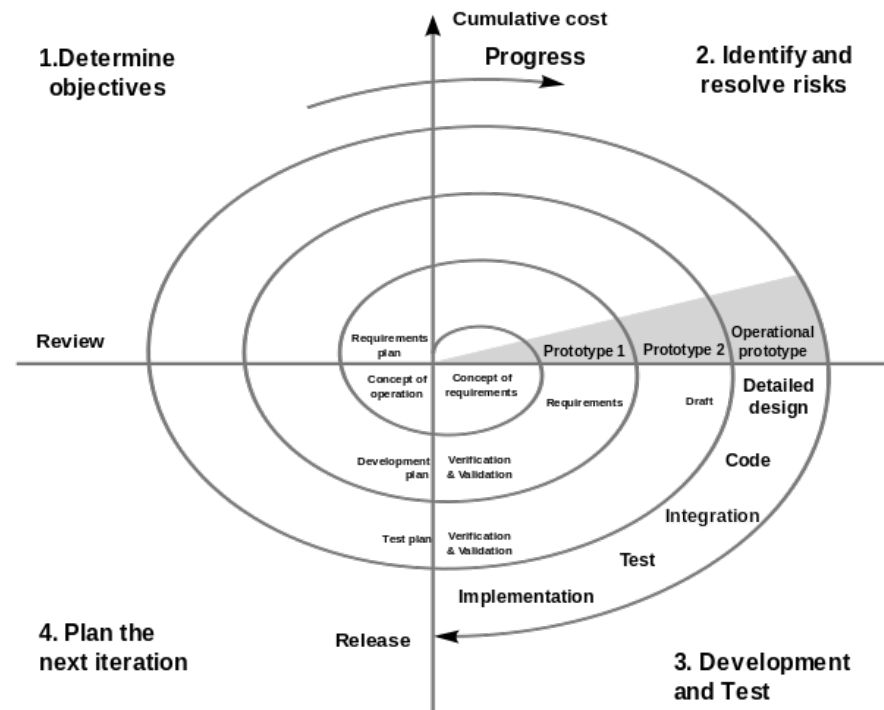 Cumulative cost
Progress
1.Determine
objectives
2. Identify and
resolve risks
Review
Requirements
plan
Prototype 1
Prototype 2
Operational
prototype
Concept of
operation
Concept of
requirements
Requirements
Draft
Detailed
design
Development
plan
Verification
& Validation
Code
Integration
Test plan
Verification
& Validation
Test
Implementation
Release
4. Plan the
next iteration
3. Development
and Test